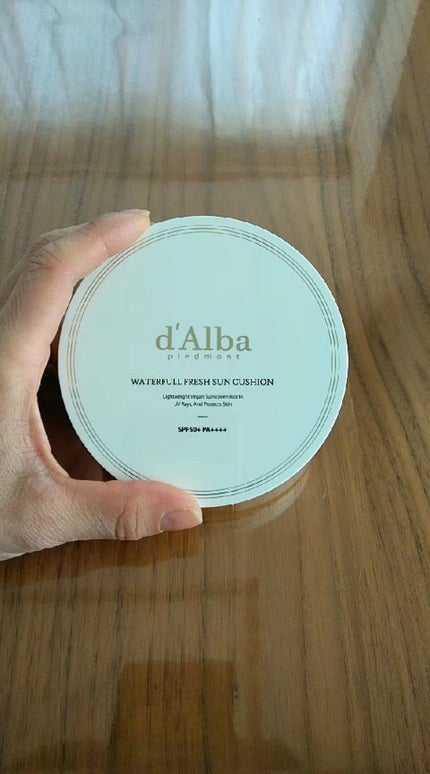 d'Alba
piedmont
WATERFULL FRESH SUN CUSHION
Lightweight Vegan Sunscreen Blocks
UV Rays, And Protects Skin
SPF50+ PA++++